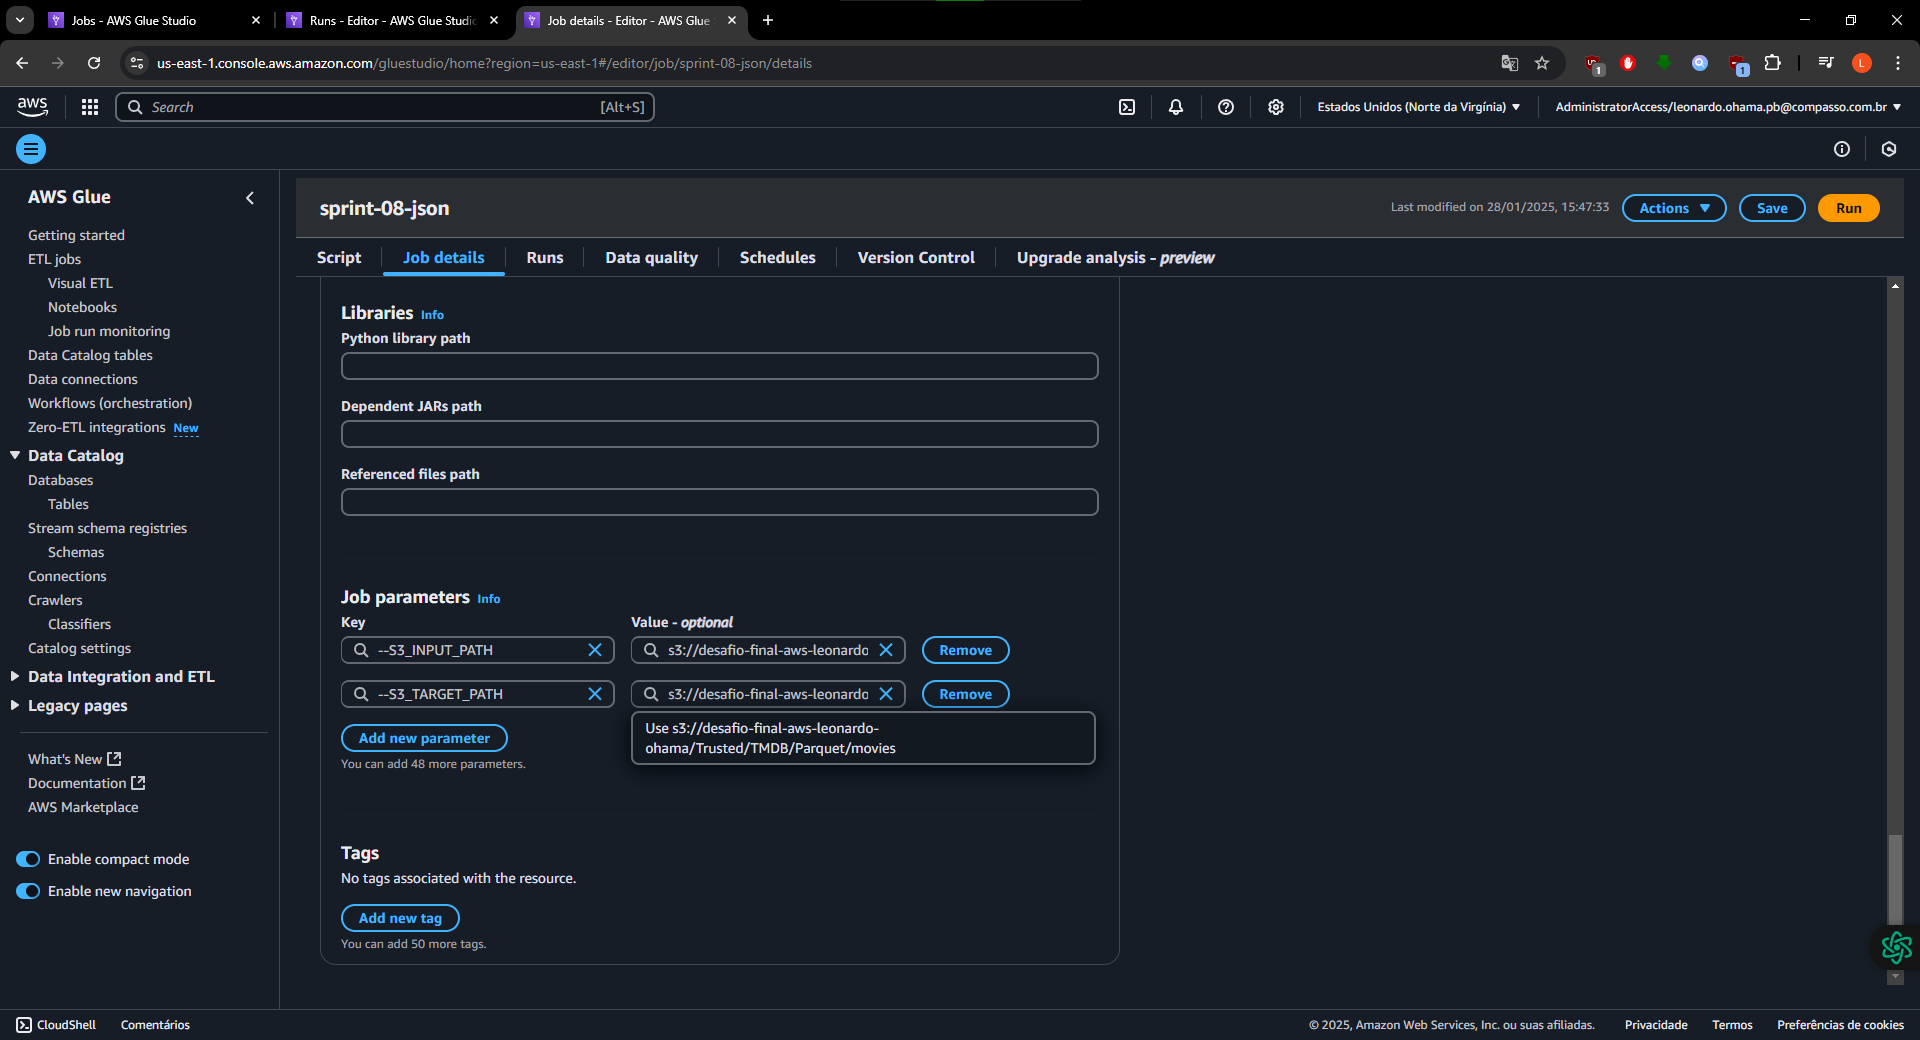 Jobs - AWS Glue Studio
Runs - Editor - AWS Glue Studio
Job details - Editor - AWS Glue
us-east-1.console.aws.amazon.com/gluestudio/home?region=us-east-1#/editor/job/sprint-08-json/details
1
1
L
aws
Search
[Alt+S]
Estados Unidos (Norte da Virgínia)
AdministratorAccess/leonardo.ohama.pb@compasso.com.br
AWS Glue
Getting started
ETL jobs
Visual ETL
Notebooks
Job run monitoring
Data Catalog tables
Data connections
Workflows (orchestration)
Zero-ETL integrations New
Data Catalog
Databases
Tables
Stream schema registries
Schemas
Connections
Crawlers
Classifiers
Catalog settings
Data Integration and ETL
Legacy pages
What's New
Documentation
AWS Marketplace
Enable compact mode
Enable new navigation
sprint-08-json
Last modified on 28/01/2025, 15:47:33
Actions
Save
Run
Script
Job details
Runs
Data quality
Schedules
Version Control
Upgrade analysis - preview
Libraries Info
Python library path
Dependent JARs path
Referenced files path
Job parameters Info
Key
Value - optional
--S3_INPUT_PATH
s3://desafio-final-aws-leonardo
Remove
--S3_TARGET_PATH
s3://desafio-final-aws-leonardo
Remove
Use s3://desafio-final-aws-leonardo-
ohama/Trusted/TMDB/Parquet/movies
Add new parameter
You can add 48 more parameters.
Tags
No tags associated with the resource.
Add new tag
You can add 50 more tags.
CloudShell
Comentários
© 2025, Amazon Web Services, Inc. ou suas afiliadas.
Privacidade
Termos
Preferências de cookies